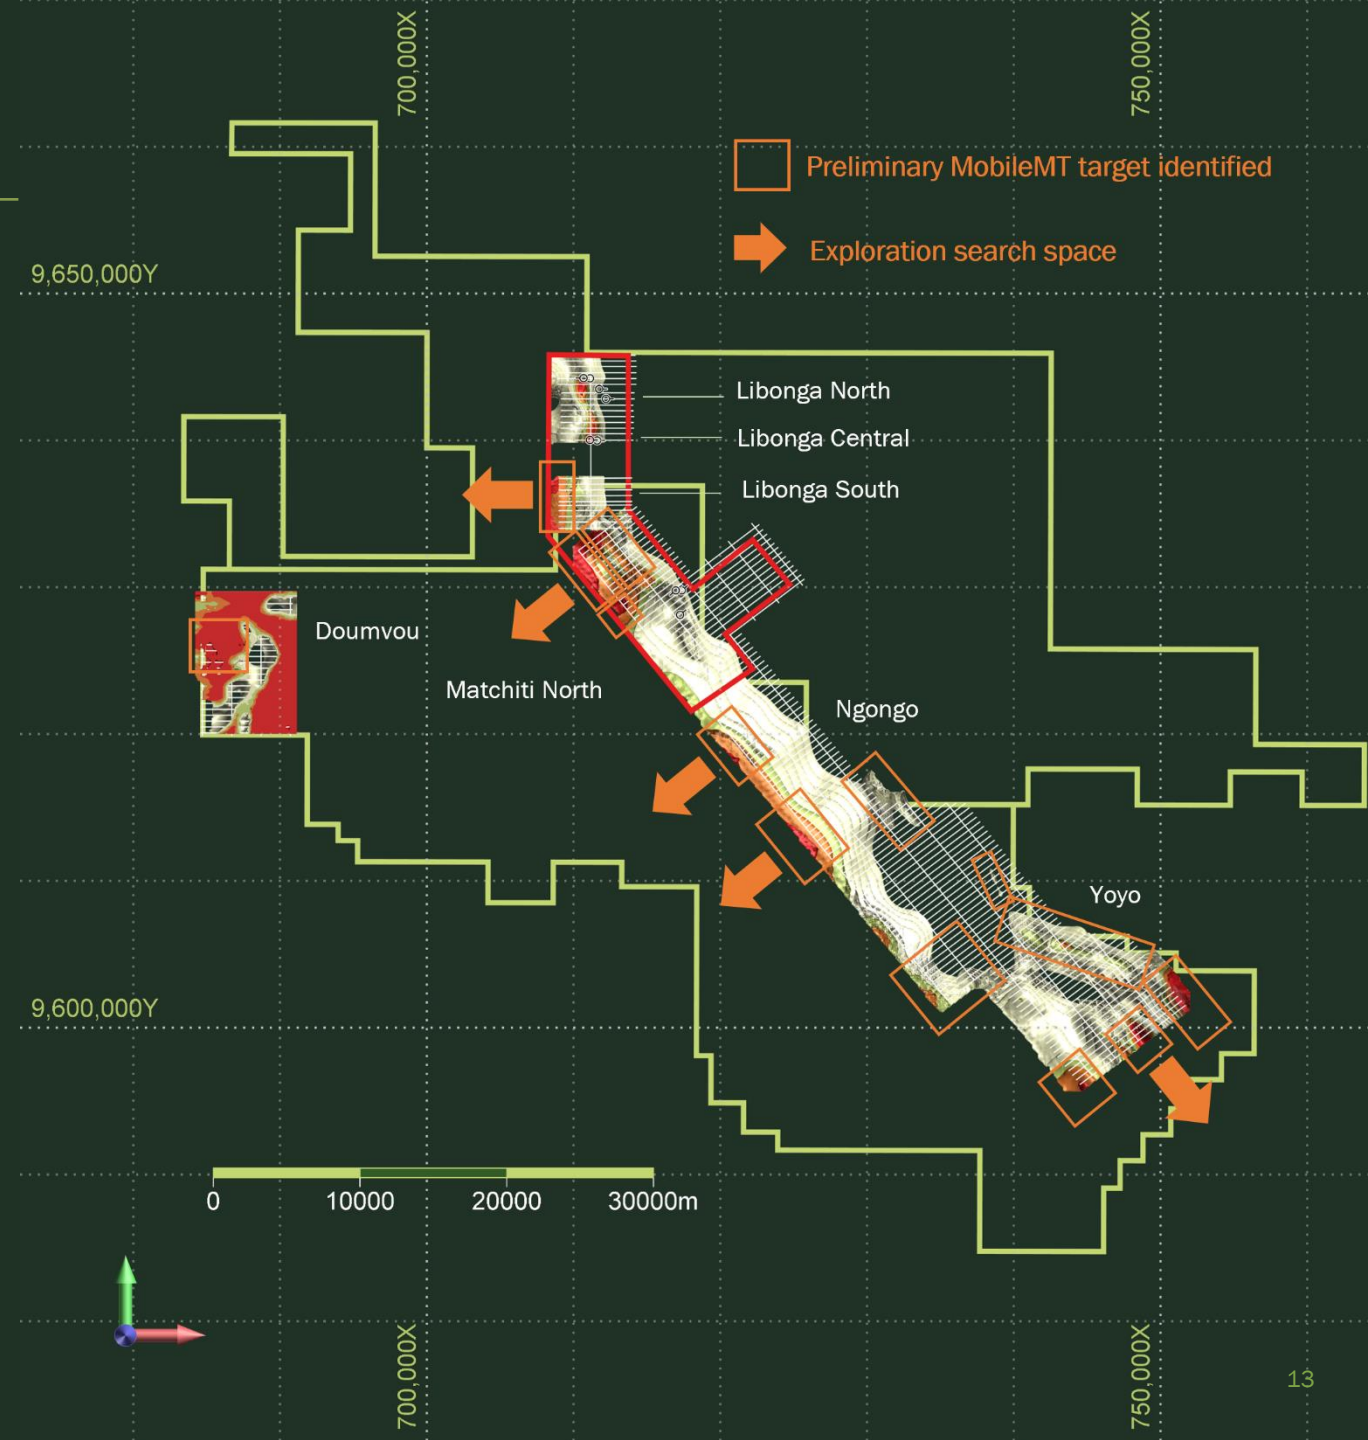 700,000X
750,000X
Preliminary MobileMT target identified
Exploration search space
9,650,000Y
Libonga North
Libonga Central
Libonga South
Doumvou
Matchiti North
Ngongo
Yoyo
9,600,000Y
0
10000
20000
30000m
700,000X
750,000X
13